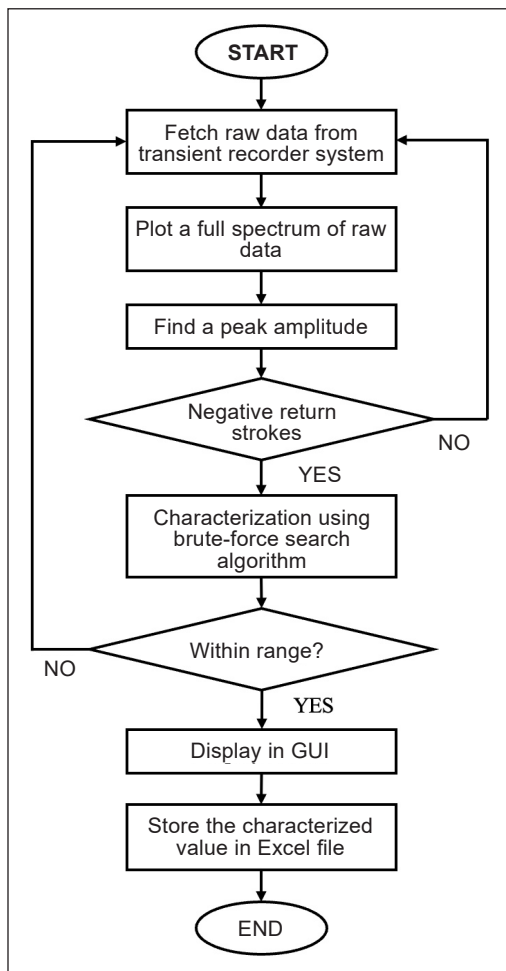 START
Fetch raw data from
transient recorder system
Plot a full spectrum of raw
data
Find a peak amplitude
Negative return
strokes
NO
YES
Characterization using
brute-force search
algorithm
Within range?
NO
YES
Display in GUI
Store the characterized
value in Excel file
END